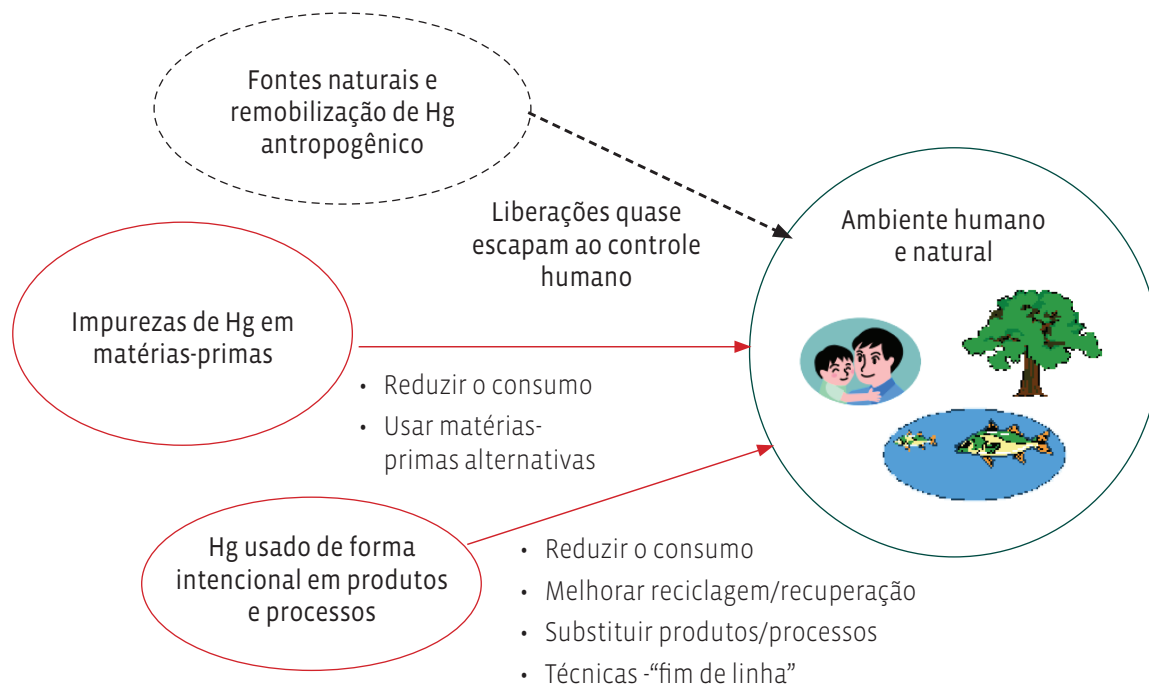 Fontes naturais e
remobilização de Hg
antropogênico
Liberações quase
escapam ao controle
humano
Ambiente humano
e natural
Impurezas de Hg em
matérias-primas
• Reduzir o consumo
• Usar matérias-
primas alternativas
Hg usado de forma
intencional em produtos
e processos
• Reduzir o consumo
• Melhorar reciclagem/recuperação
• Substituir produtos/processos
• Técnicas -“fim de linha”